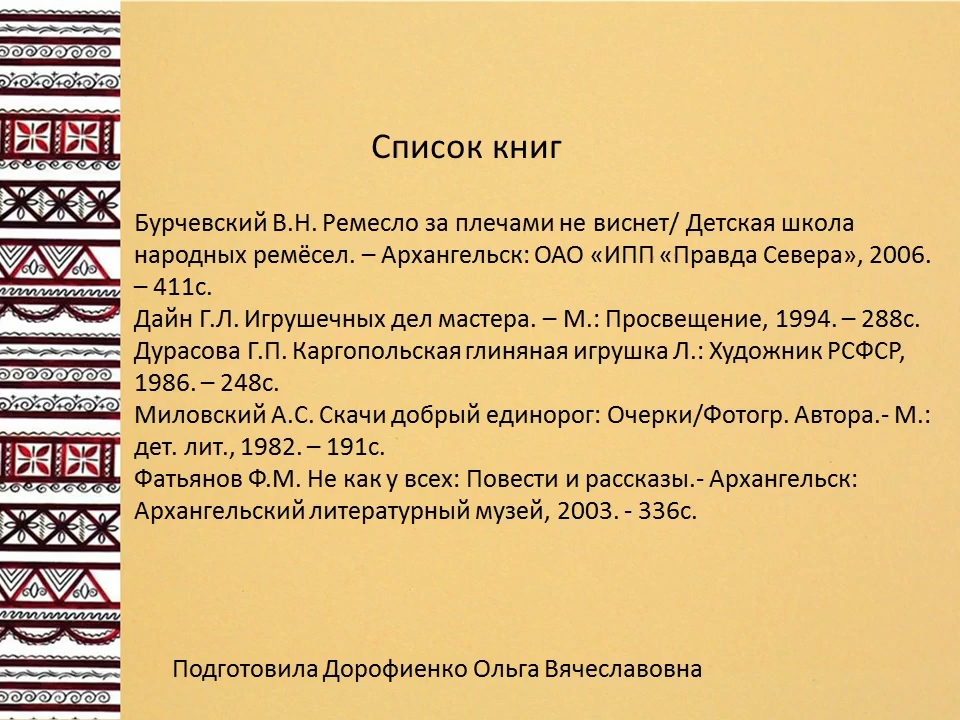 Список книг
Бурчевский В.Н. Ремесло за плечами не виснет/ Детская школа
народных ремёсел. – Архангельск: ОАО «ИПП «Правда Севера», 2006.
– 411с.
Дайн Г.Л. Игрушечных дел мастера. – М.: Просвещение, 1994. – 288с.
Дурасова Г.П. Каргопольская глиняная игрушка Л.: Художник РСФСР,
1986. – 248с.
Миловский А.С. Скачи добрый единорог: Очерки/Фотогр. Автора.- М.:
дет. лит., 1982. – 191с.
Фатьянов Ф.М. Не как у всех: Повести и рассказы.- Архангельск:
Архангельский литературный музей, 2003. - 336с.
Подготовила Дорофиенко Ольга Вячеславовна